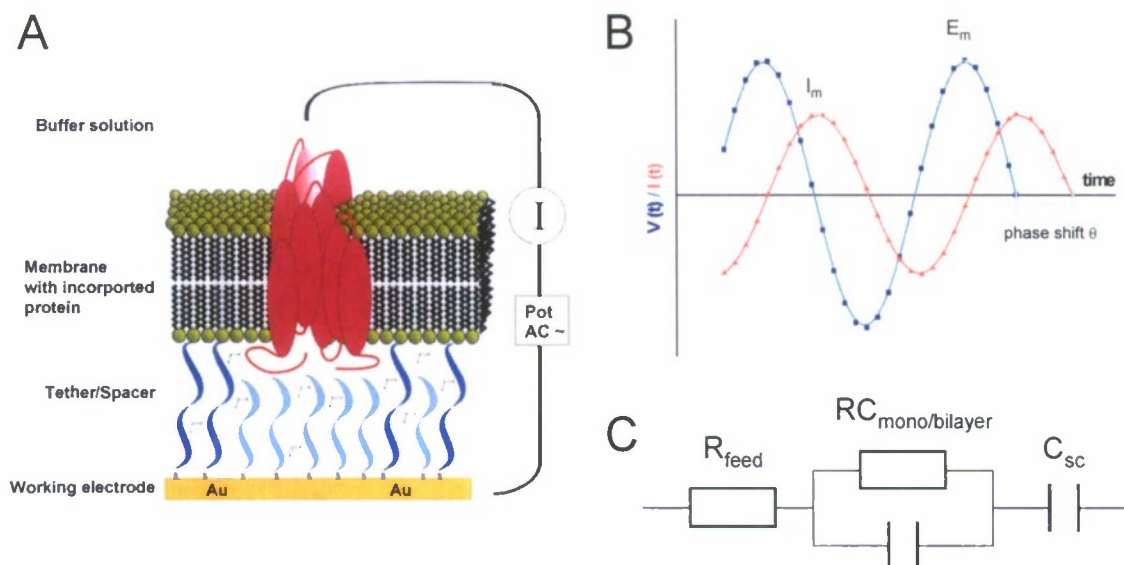 A
Buffer solution
Membrane
with incorported
protein
Tether/Spacer
Working electrode
Au
Au
I
Pot
AC ~
B
E_m
I_m
V (t) / I (t)
time
phase shift θ
C
R_feed
RC_mono/bilayer
C_sc